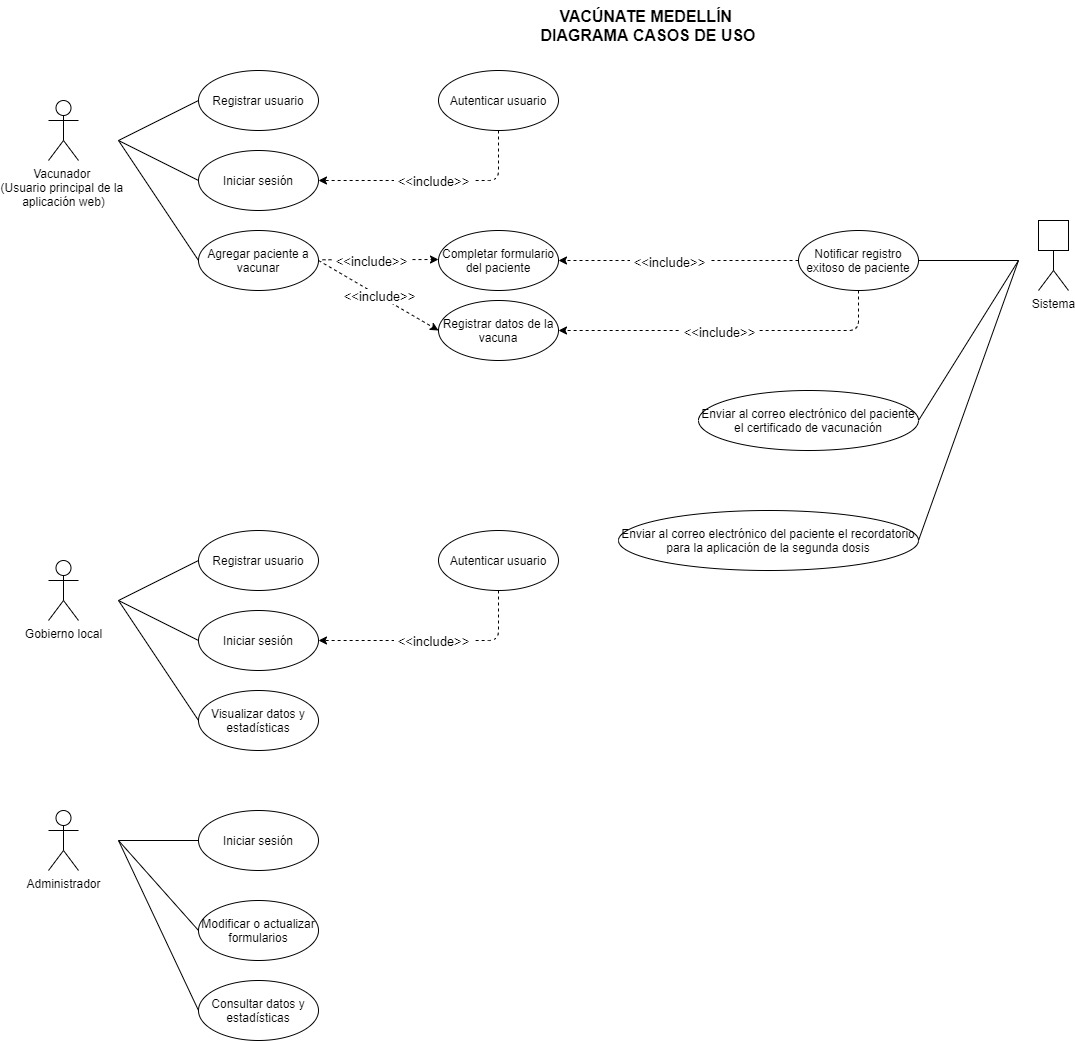 VACÚNATE MEDELLÍN
DIAGRAMA CASOS DE USO
Registrar usuario
Autenticar usuario
Vacunador
(Usuario principal de la
aplicación web)
Iniciar sesión
<<include>>
Agregar paciente a
vacunar
<<include>>
Completar formulario
del paciente
<<include>>
Notificar registro
exitoso de paciente
Sistema
<<include>>
Registrar datos de la
vacuna
<<include>>
Enviar al correo electrónico del paciente
el certificado de vacunación
Enviar al correo electrónico del paciente el recordatorio
para la aplicación de la segunda dosis
Registrar usuario
Autenticar usuario
Gobierno local
Iniciar sesión
<<include>>
Visualizar datos y
estadísticas
Iniciar sesión
Administrador
Modificar o actualizar
formularios
Consultar datos y
estadísticas